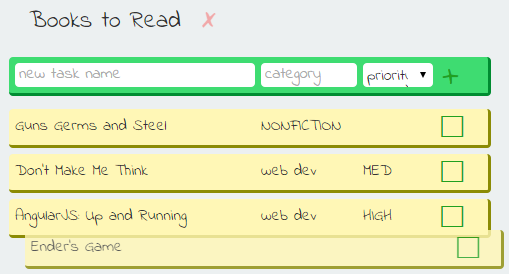 Books to Read ✗
new task name category priorit +
Guns Germs and Steel NONFICTION
Don't Make Me Think web dev MED
AngularJS: Up and Running web dev HIGH
Ender's Game